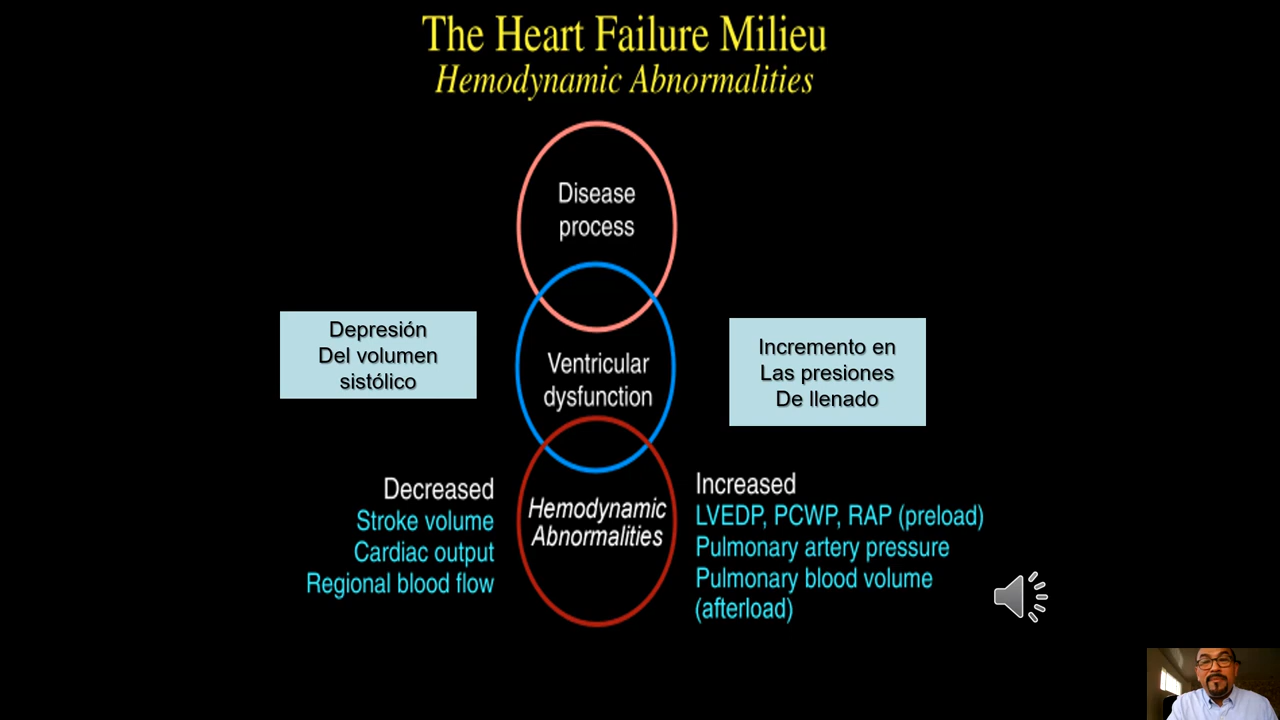 The Heart Failure Milieu
Hemodynamic Abnormalities
Disease
process
Depresión
Del volumen
sistólico
Ventricular
dysfunction
Incremento en
Las presiones
De llenado
Decreased
Stroke volume
Cardiac output
Regional blood flow
Hemodynamic
Abnormalities
Increased
LVEDP, PCWP, RAP (preload)
Pulmonary artery pressure
Pulmonary blood volume
(afterload)